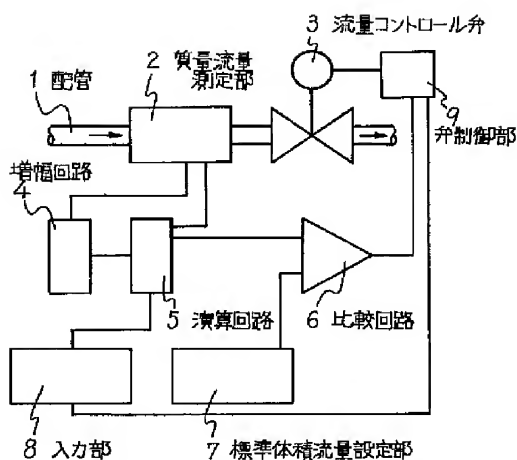 3 流量コントロール弁
2 質量流量
測定部
1 配管
9
弁制御部
増幅回路
4
5 演算回路
6 比較回路
8 入力部
7 標準体積流量設定部